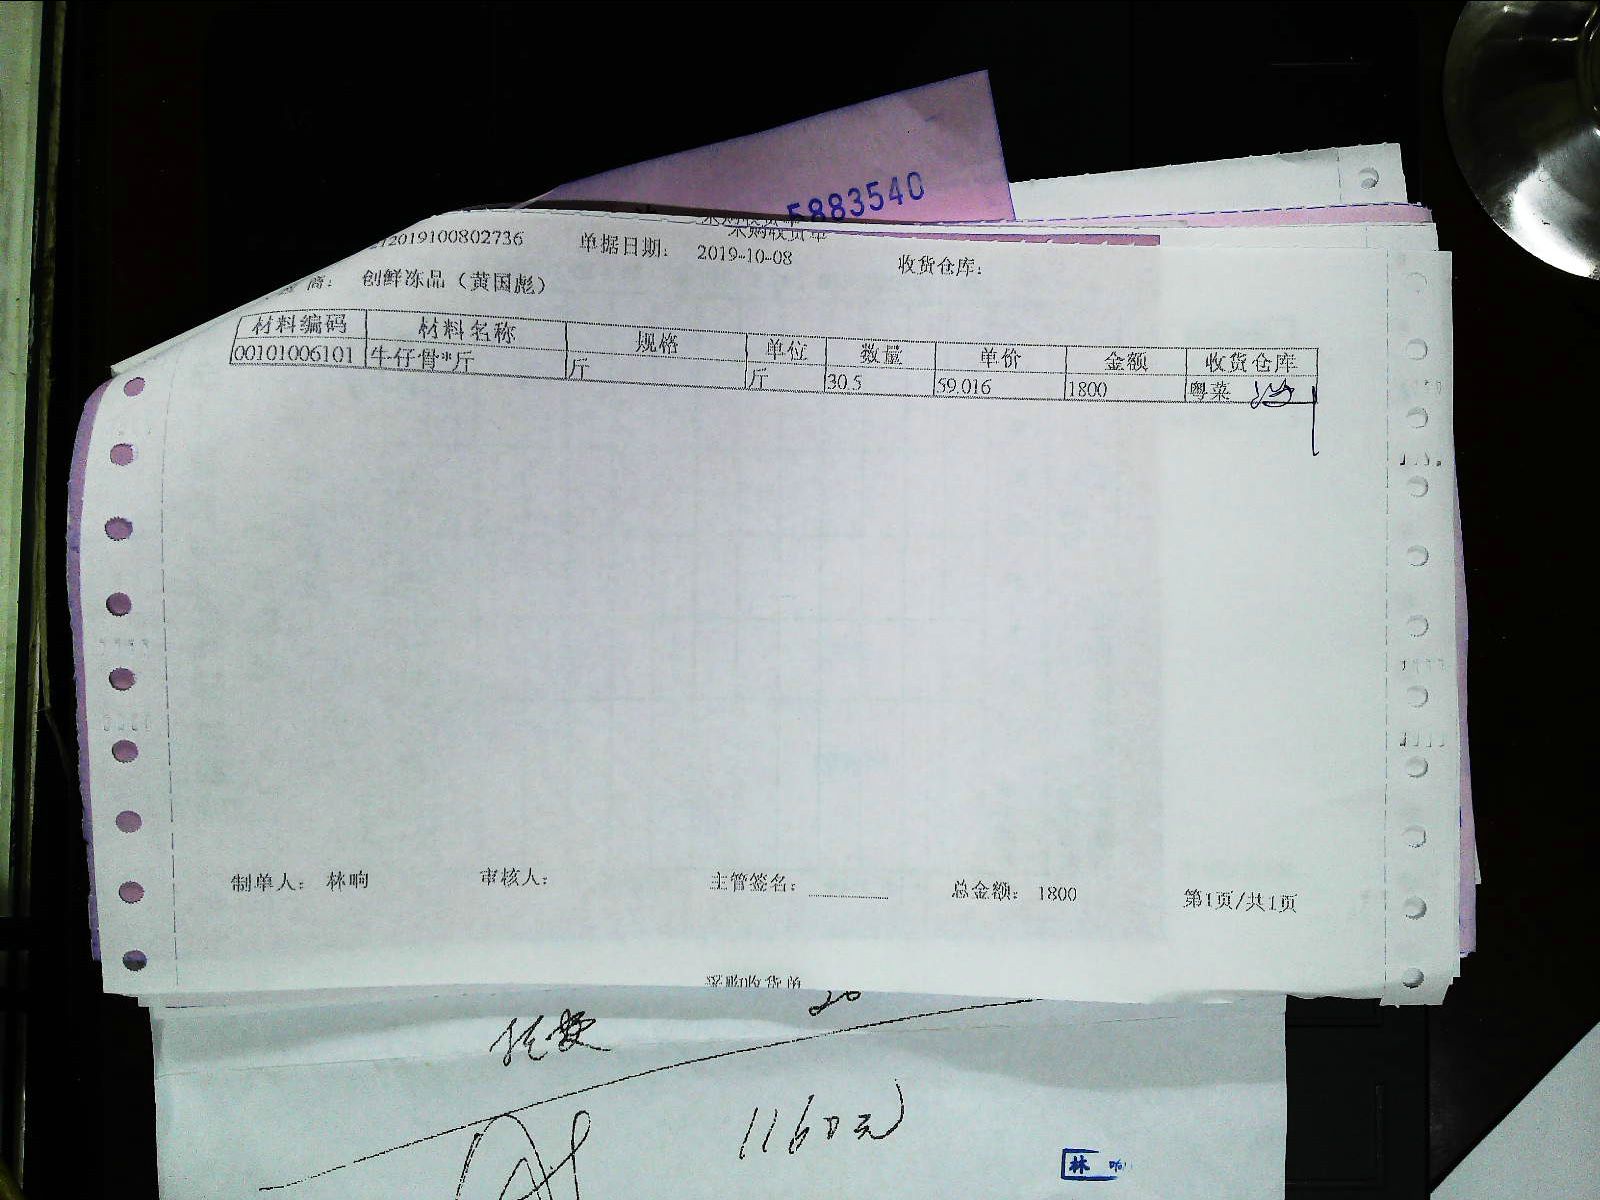 5883540
采购收货单
2019100802736 单据日期: 2019-10-08 收货仓库:
商: 创鲜冻品（黄国彪）
材料编码 材料名称 规格 单位 数量 单价 金额 收货仓库
00101006101 牛仔骨*斤 斤 斤 30.5 59.016 1800 粤菜
制单人: 林响 审核人: 主管签名: 总金额: 1800 第1页/共1页
采购收货单
20
1160元
林 响